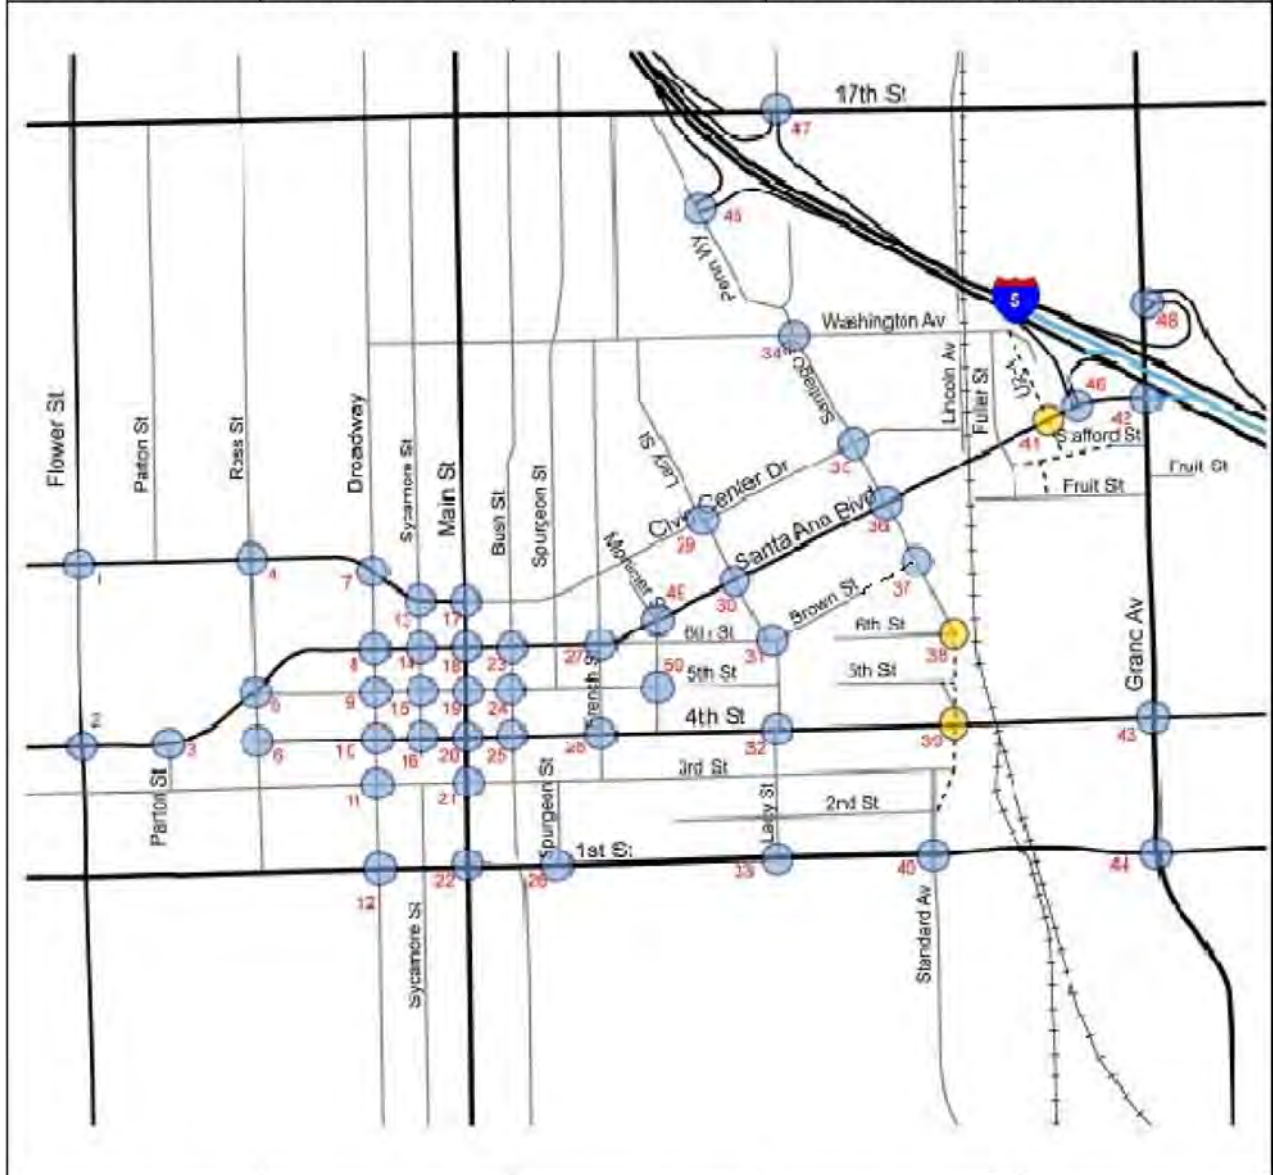 17th St
47
45
Penn Wy
5
48
Washington Av
34
Santiago
Lincoln Av
Fuller St
46
42
41
Stafford St
Fruit St
Fruit St
Flower St
Parton St
Ross St
Broadway
Sycamore St
Main St
Bush St
Spurgeon St
Lacy St
Civic Center Dr
29
Santa Ana Blvd
36
Mortimer St
49
30
Brown St
37
1
4
7
13
17
8
14
18
23
27
6th St
31
6th St
38
Grand Av
9
15
19
24
French St
50
5th St
5th St
3
6
10
16
20
25
28
4th St
32
39
43
Parton St
11
21
3rd St
Lacy St
2nd St
Spurgeon St
12
22
26
1st St
33
40
44
Sycamore St
Standard Av